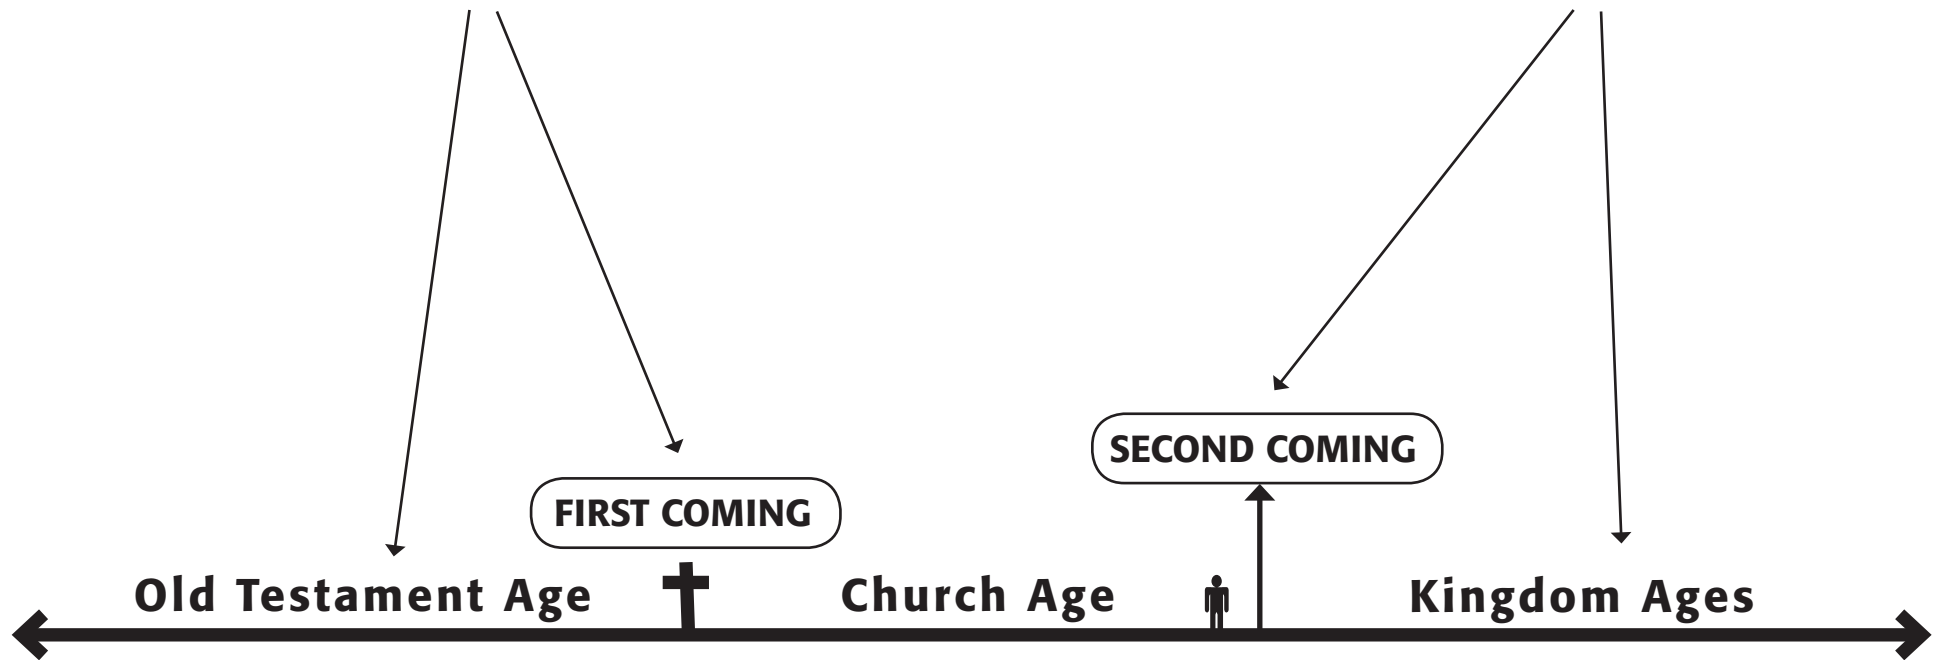 SECOND COMING
FIRST COMING
Old Testament Age
Church Age
Kingdom Ages